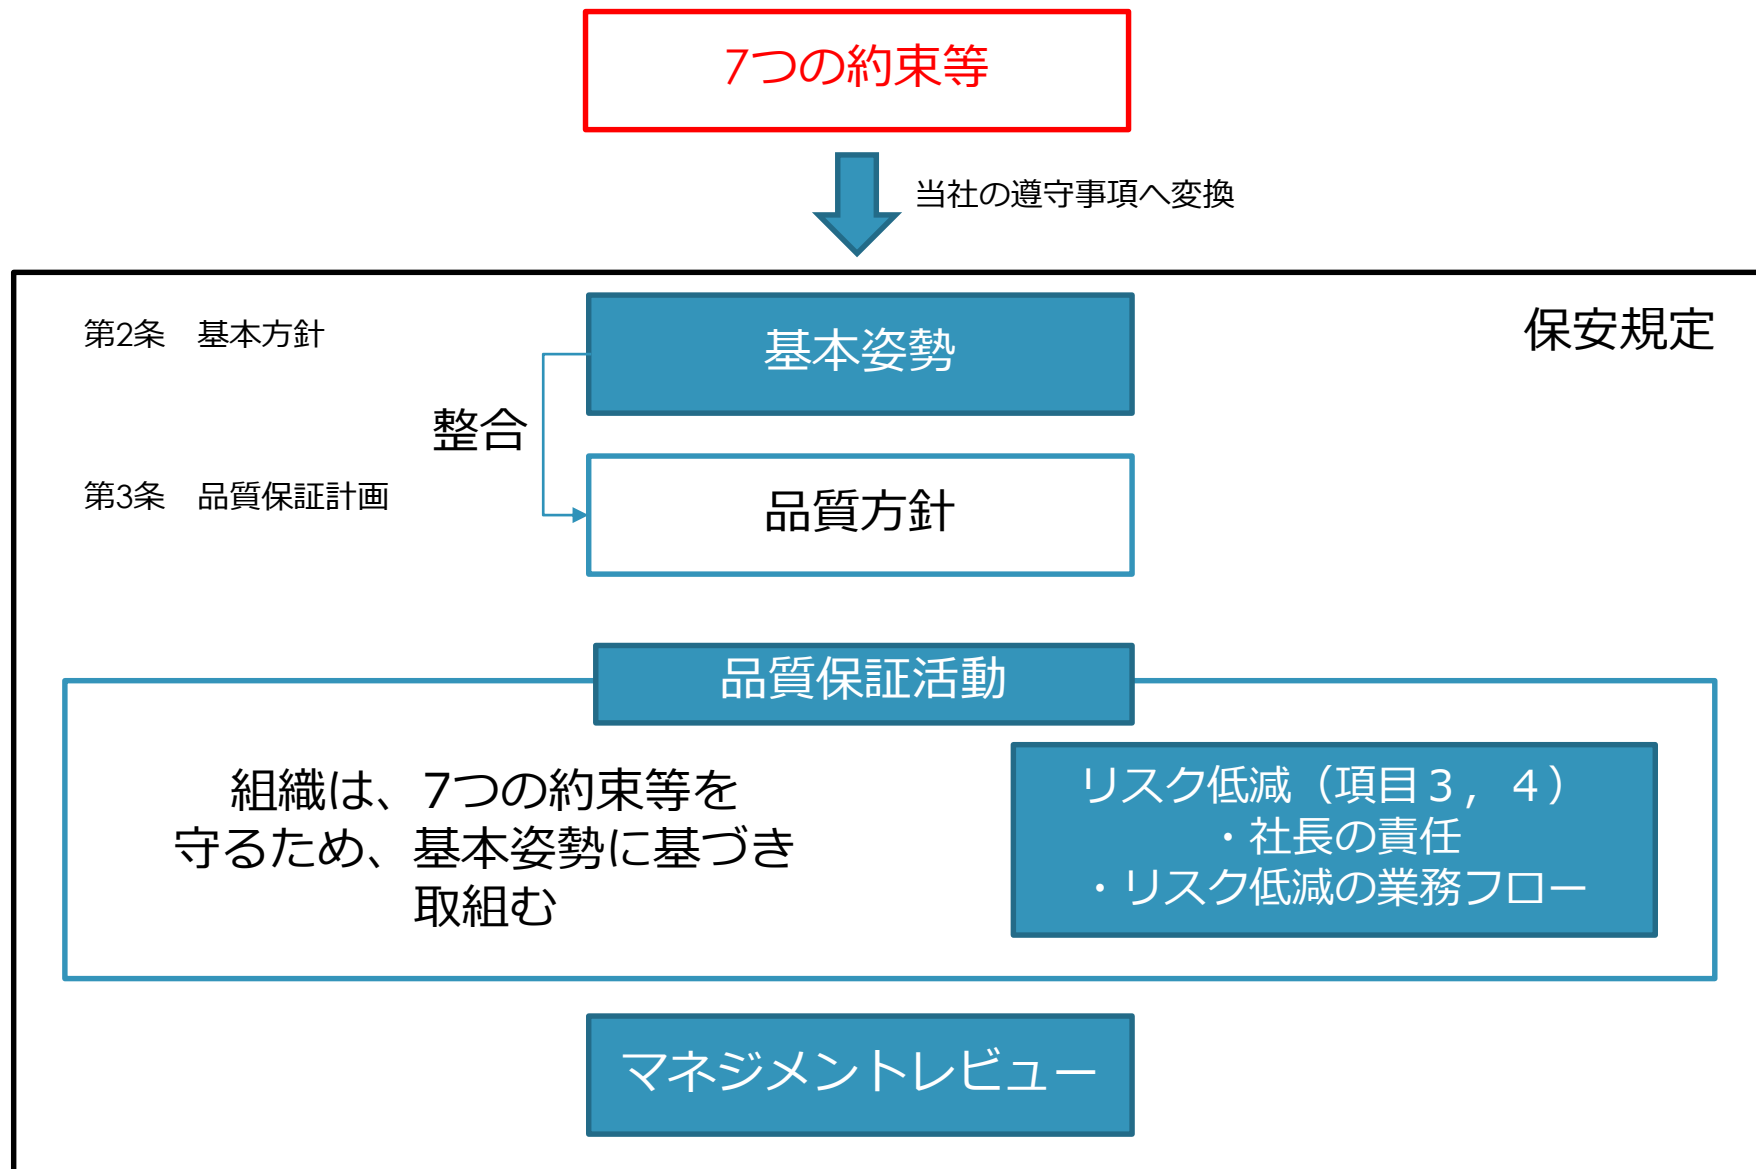 7つの約束等
当社の遵守事項へ変換
保安規定
第2条　基本方針
基本姿勢
整合
第3条　品質保証計画
品質方針
品質保証活動
組織は、7つの約束等を
守るため、基本姿勢に基づき
取組む
リスク低減（項目３，４）
・社長の責任
・リスク低減の業務フロー
マネジメントレビュー